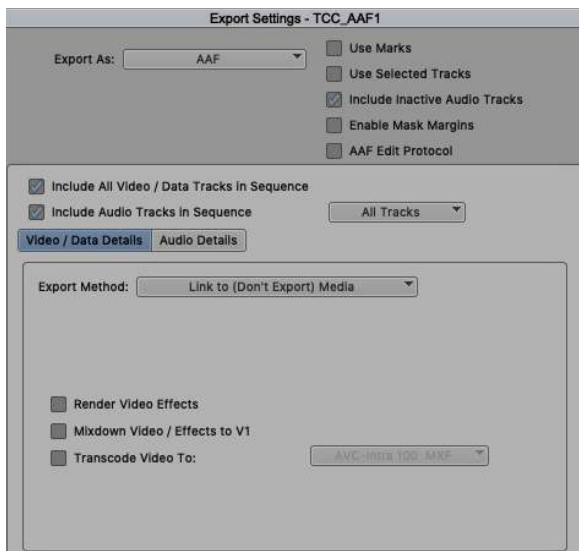 Export Settings - TCC_AAF1
Export As: AAF
Use Marks
Use Selected Tracks
Include Inactive Audio Tracks
Enable Mask Margins
AAF Edit Protocol
Include All Video / Data Tracks in Sequence
Include Audio Tracks in Sequence All Tracks
Video / Data Details Audio Details
Export Method: Link to (Don't Export) Media
Render Video Effects
Mixdown Video / Effects to V1
Transcode Video To: AVC-Intra 100 MXF